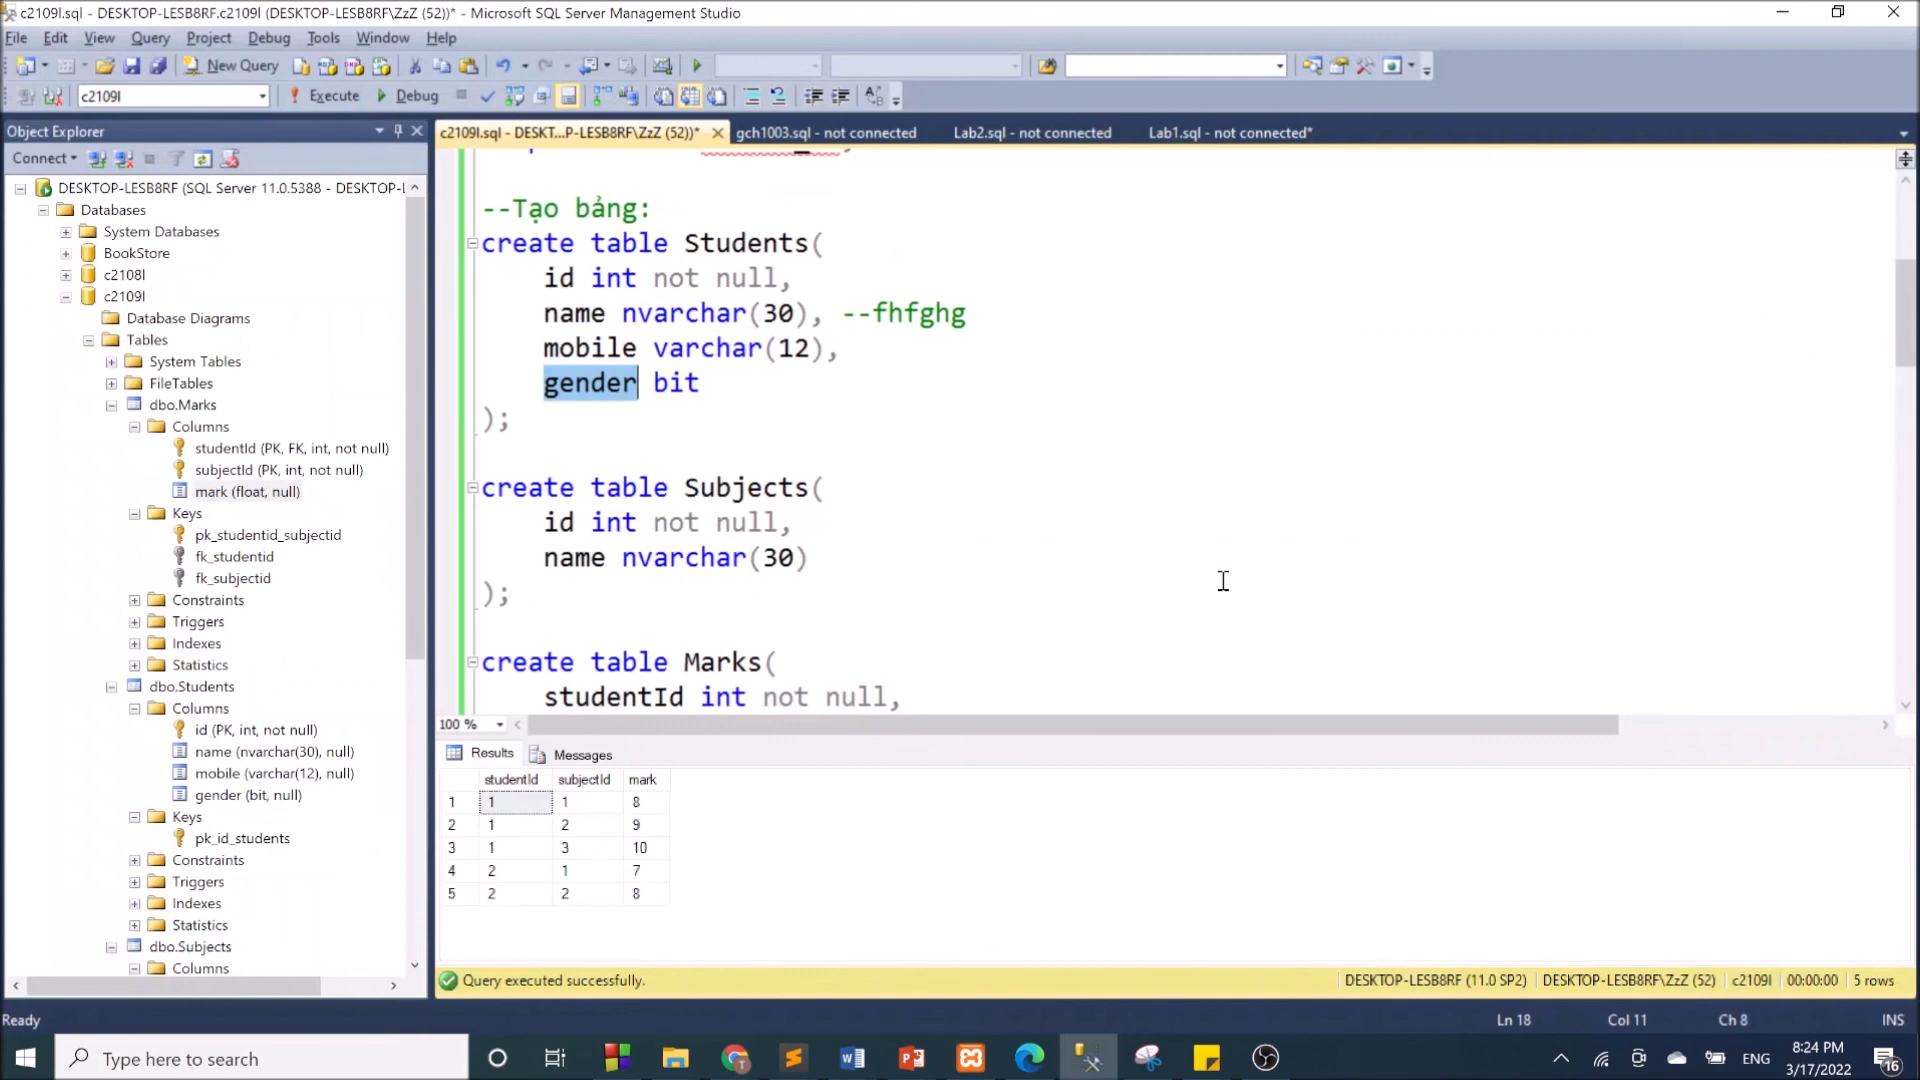 c2109l.sql - DESKTOP-LESB8RF.c2109l (DESKTOP-LESB8RF\ZzZ (52))* - Microsoft SQL Server Management Studio
File Edit View Query Project Debug Tools Window Help
New Query
c2109l Execute Debug
Object Explorer
c2109l.sql - DESKT...P-LESB8RF\ZzZ (52))* gch1003.sql - not connected Lab2.sql - not connected Lab1.sql - not connected*
Connect
DESKTOP-LESB8RF (SQL Server 11.0.5388 - DESKTOP-L
Databases
System Databases
BookStore
c2108l
c2109l
Database Diagrams
Tables
System Tables
FileTables
dbo.Marks
Columns
studentId (PK, FK, int, not null)
subjectId (PK, int, not null)
mark (float, null)
Keys
pk_studentid_subjectid
fk_studentid
fk_subjectid
Constraints
Triggers
Indexes
Statistics
dbo.Students
Columns
id (PK, int, not null)
name (nvarchar(30), null)
mobile (varchar(12), null)
gender (bit, null)
Keys
pk_id_students
Constraints
Triggers
Indexes
Statistics
dbo.Subjects
Columns
--Tạo bảng:
create table Students(
id int not null,
name nvarchar(30), --fhfghg
mobile varchar(12),
gender bit
);
create table Subjects(
id int not null,
name nvarchar(30)
);
create table Marks(
studentId int not null,
100 %
Results Messages
studentId subjectId mark
1 1 1 8
2 1 2 9
3 1 3 10
4 2 1 7
5 2 2 8
Query executed successfully. DESKTOP-LESB8RF (11.0 SP2) DESKTOP-LESB8RF\ZzZ (52) c2109l 00:00:00 5 rows
Ready Ln 18 Col 11 Ch 8 INS
Type here to search
ENG
8:24 PM
3/17/2022
16